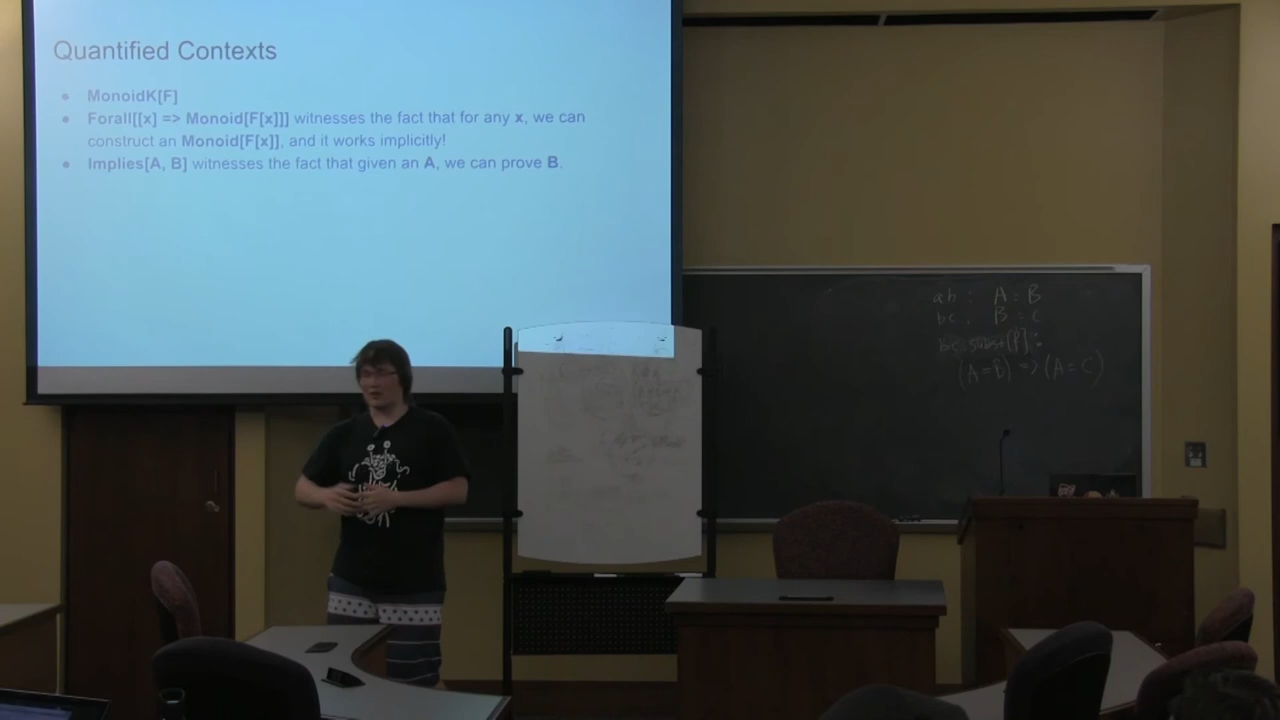 Quantified Contexts
● MonoidK[F]
● Forall[[x] => Monoid[F[x]]] witnesses the fact that for any x, we can
construct an Monoid[F[x]], and it works implicitly!
● Implies[A, B] witnesses the fact that given an A, we can prove B.
ab : A = B
bc : B = C
(A=B) => (A=C)